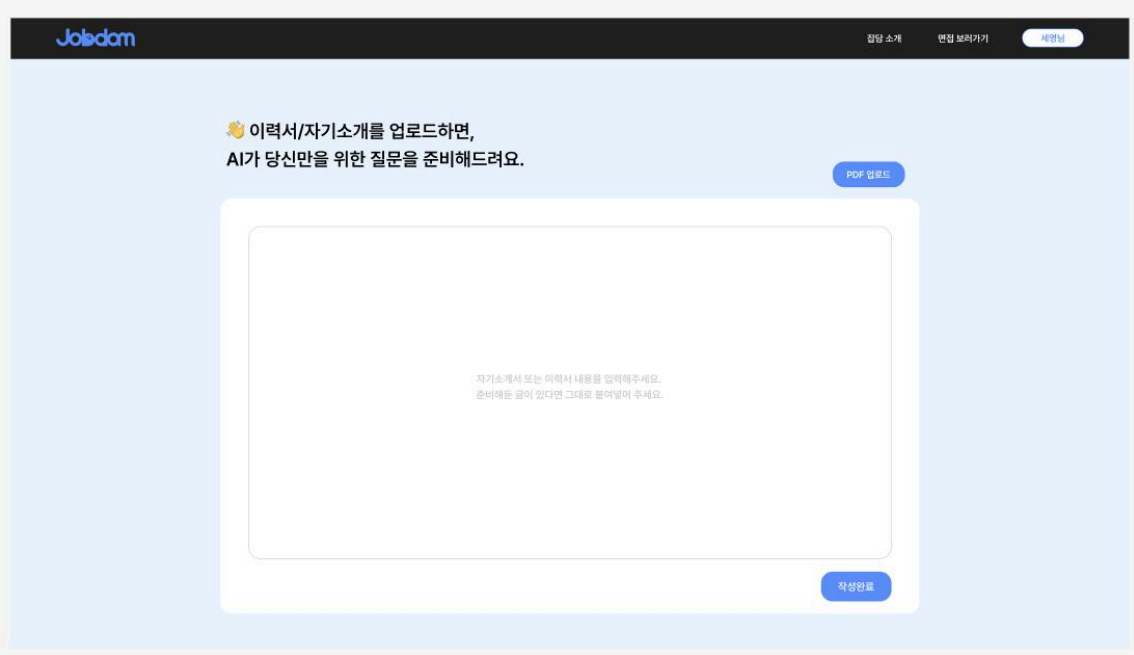 Jobdam
잡담 소개
면접 보러가기
세명님
👋 이력서/자기소개를 업로드하면,
AI가 당신만을 위한 질문을 준비해드려요.
PDF 업로드
자기소개서 또는 이력서 내용을 입력해주세요.
준비해둔 글이 있다면 그대로 붙여넣어 주세요.
작성완료